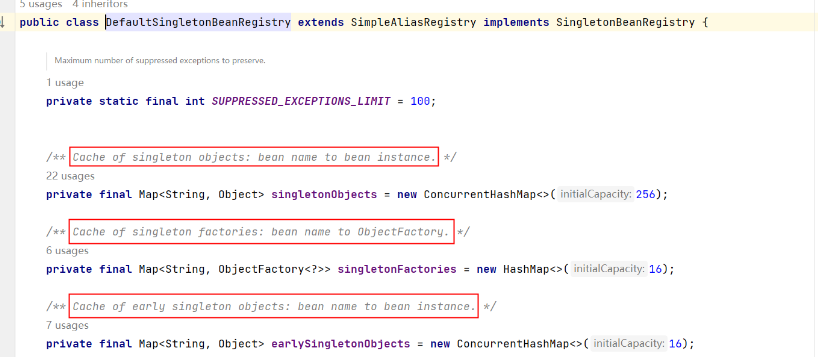 5 usages 4 inheritors
public class DefaultSingletonBeanRegistry extends SimpleAliasRegistry implements SingletonBeanRegistry {
Maximum number of suppressed exceptions to preserve.
1 usage
private static final int SUPPRESSED_EXCEPTIONS_LIMIT = 100;
/** Cache of singleton objects: bean name to bean instance. */
22 usages
private final Map<String, Object> singletonObjects = new ConcurrentHashMap<>( initialCapacity: 256);
/** Cache of singleton factories: bean name to ObjectFactory. */
6 usages
private final Map<String, ObjectFactory<?>> singletonFactories = new HashMap<>( initialCapacity: 16);
/** Cache of early singleton objects: bean name to bean instance. */
7 usages
private final Map<String, Object> earlySingletonObjects = new ConcurrentHashMap<>( initialCapacity: 16);